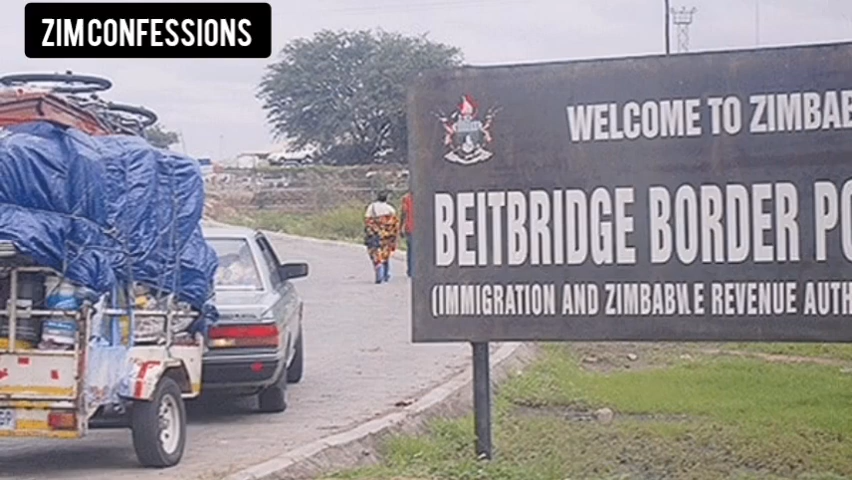 ZIMCONFESSIONS
WELCOME TO ZIMBAB
BEITBRIDGE BORDER PO
(IMMIGRATION AND ZIMBABWE REVENUE AUTH